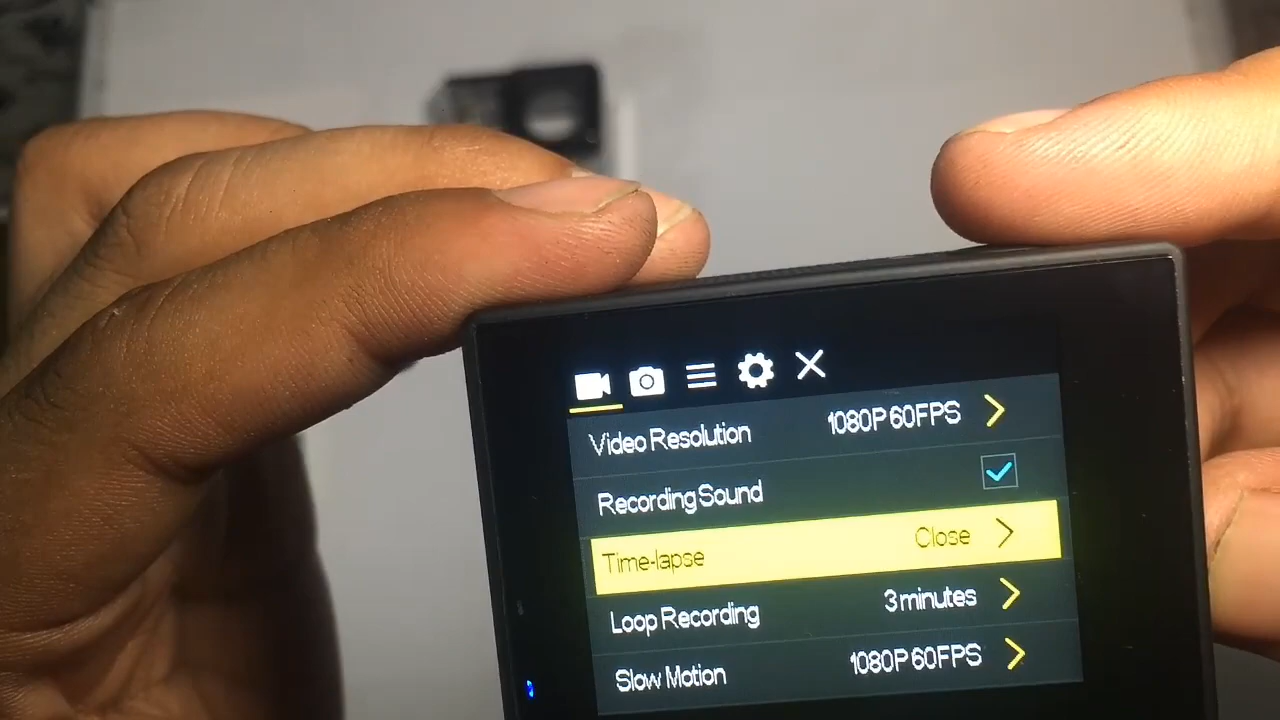 Video Resolution 1080P 60FPS
Recording Sound
Time-lapse Close
Loop Recording 3 minutes
Slow Motion 1080P 60FPS